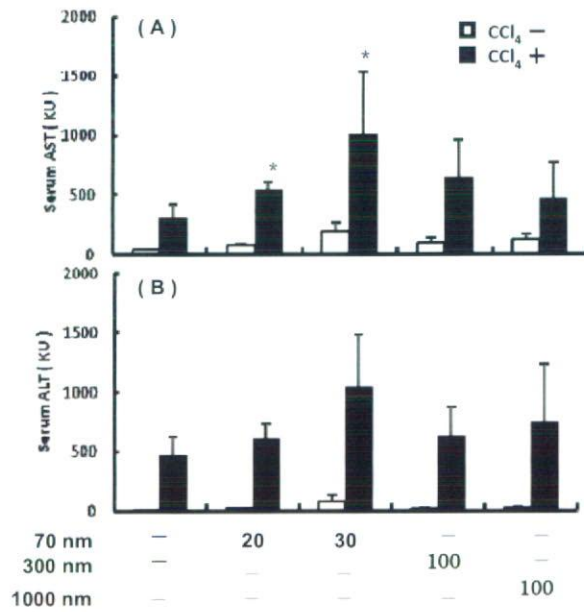 2000
( A )
CCl₄ −
CCl₄ +
1500
*
1000
*
500
0
Serum AST (KU)
2000
( B )
1500
1000
500
0
Serum ALT (KU)
70 nm − 20 30 − −
300 nm − − − 100 −
1000 nm − − − − 100